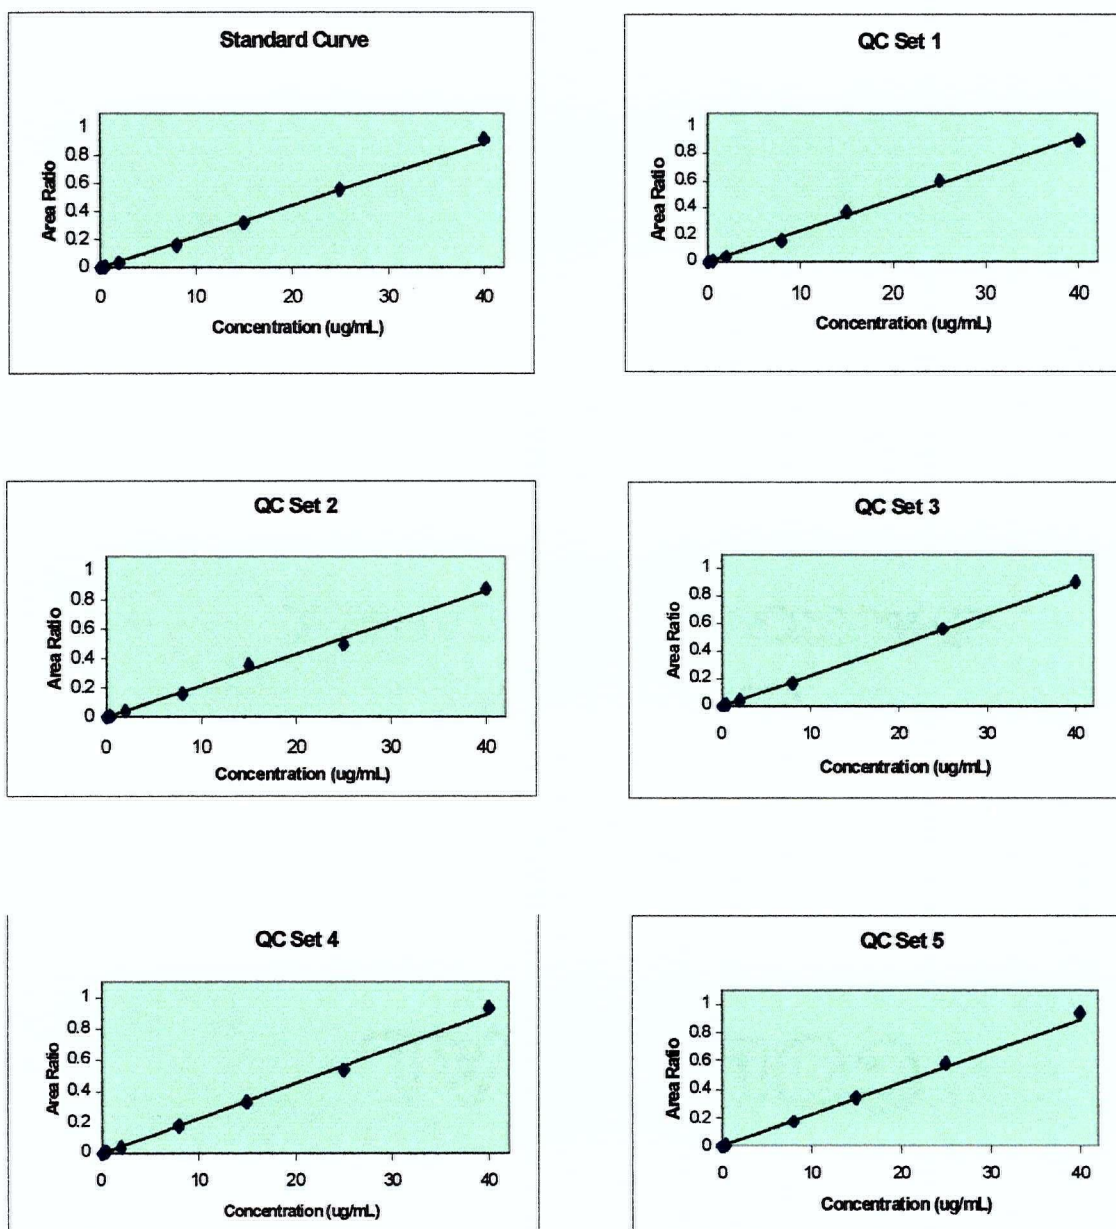 Standard Curve
1
0.8
0.6
0.4
0.2
0
Area Ratio
0 10 20 30 40
Concentration (ug/mL)
QC Set 1
1
0.8
0.6
0.4
0.2
0
Area Ratio
0 10 20 30 40
Concentration (ug/mL)
QC Set 2
1
0.8
0.6
0.4
0.2
0
Area Ratio
0 10 20 30 40
Concentration (ug/mL)
QC Set 3
1
0.8
0.6
0.4
0.2
0
Area Ratio
0 10 20 30 40
Concentration (ug/mL)
QC Set 4
1
0.8
0.6
0.4
0.2
0
Area Ratio
0 10 20 30 40
Concentration (ug/mL)
QC Set 5
1
0.8
0.6
0.4
0.2
0
Area Ratio
0 10 20 30 40
Concentration (ug/mL)